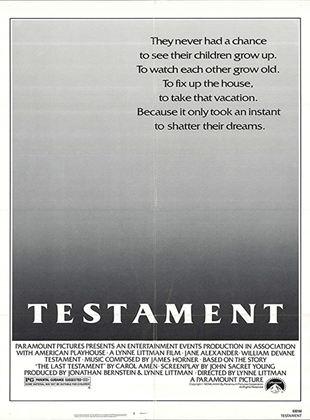 They never had a chance
to see their children grow up.
To watch each other grow old.
To fix up the house,
to take that vacation.
Because it only took an instant
to shatter their dreams.
TESTAMENT
PARAMOUNT PICTURES PRESENTS AN ENTERTAINMENT EVENTS PRODUCTION IN ASSOCIATION
WITH AMERICAN PLAYHOUSE · A LYNNE LITTMAN FILM · JANE ALEXANDER · WILLIAM DEVANE
TESTAMENT · MUSIC COMPOSED BY JAMES HORNER · BASED ON THE STORY
"THE LAST TESTAMENT" BY CAROL AMEN · SCREENPLAY BY JOHN SACRET YOUNG
PRODUCED BY JONATHAN BERNSTEIN & LYNNE LITTMAN · DIRECTED BY LYNNE LITTMAN
PG PARENTAL GUIDANCE SUGGESTED
A PARAMOUNT PICTURE
TESTAMENT